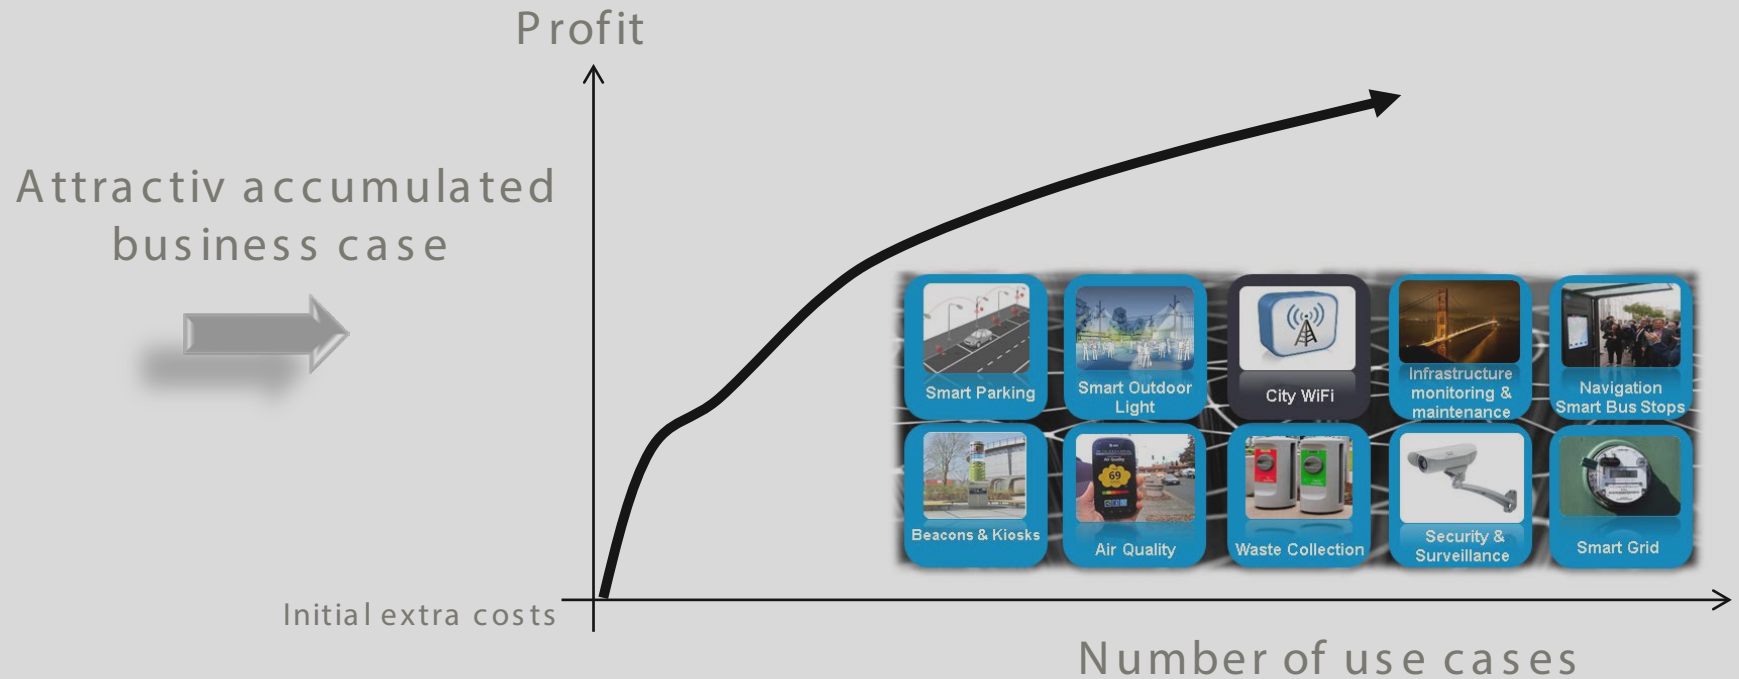 Profit
Attractiv accumulated
business case
Smart Parking
Smart Outdoor
Light
City WiFi
Infrastructure
monitoring &
maintenance
Navigation
Smart Bus Stops
Beacons & Kiosks
69
Air Quality
Waste Collection
Security &
Surveillance
Smart Grid
Initial extra costs
Number of use cases